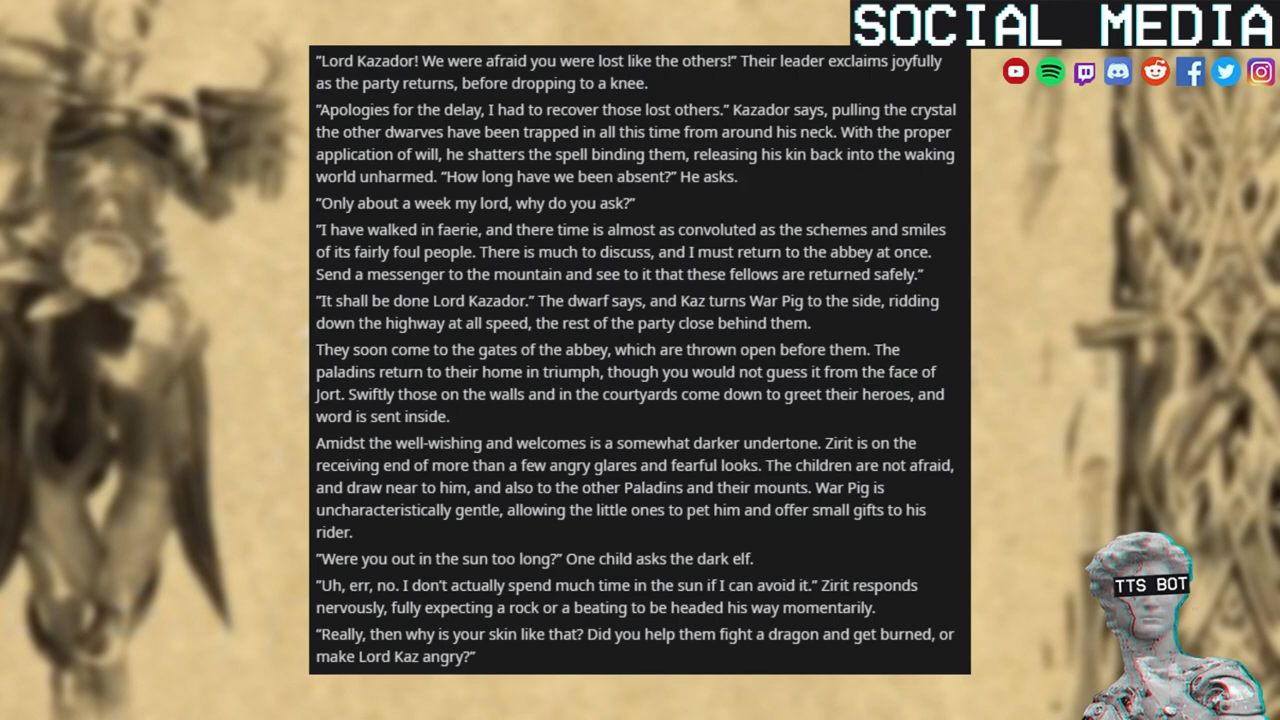 SOCIAL MEDIA
"Lord Kazador! We were afraid you were lost like the others!" Their leader exclaims joyfully
as the party returns, before dropping to a knee.
"Apologies for the delay, I had to recover those lost others." Kazador says, pulling the crystal
the other dwarves have been trapped in all this time from around his neck. With the proper
application of will, he shatters the spell binding them, releasing his kin back into the waking
world unharmed. "How long have we been absent?" He asks.
"Only about a week my lord, why do you ask?"
"I have walked in faerie, and there time is almost as convoluted as the schemes and smiles
of its fairly foul people. There is much to discuss, and I must return to the abbey at once.
Send a messenger to the mountain and see to it that these fellows are returned safely."
"It shall be done Lord Kazador." The dwarf says, and Kaz turns War Pig to the side, ridding
down the highway at all speed, the rest of the party close behind them.
They soon come to the gates of the abbey, which are thrown open before them. The
paladins return to their home in triumph, though you would not guess it from the face of
Jort. Swiftly those on the walls and in the courtyards come down to greet their heroes, and
word is sent inside.
Amidst the well-wishing and welcomes is a somewhat darker undertone. Zirit is on the
receiving end of more than a few angry glares and fearful looks. The children are not afraid,
and draw near to him, and also to the other Paladins and their mounts. War Pig is
uncharacteristically gentle, allowing the little ones to pet him and offer small gifts to his
rider.
"Were you out in the sun too long?" One child asks the dark elf.
"Uh, err, no. I don't actually spend much time in the sun if I can avoid it." Zirit responds
nervously, fully expecting a rock or a beating to be headed his way momentarily.
"Really, then why is your skin like that? Did you help them fight a dragon and get burned, or
make Lord Kaz angry?"
TTS BOT